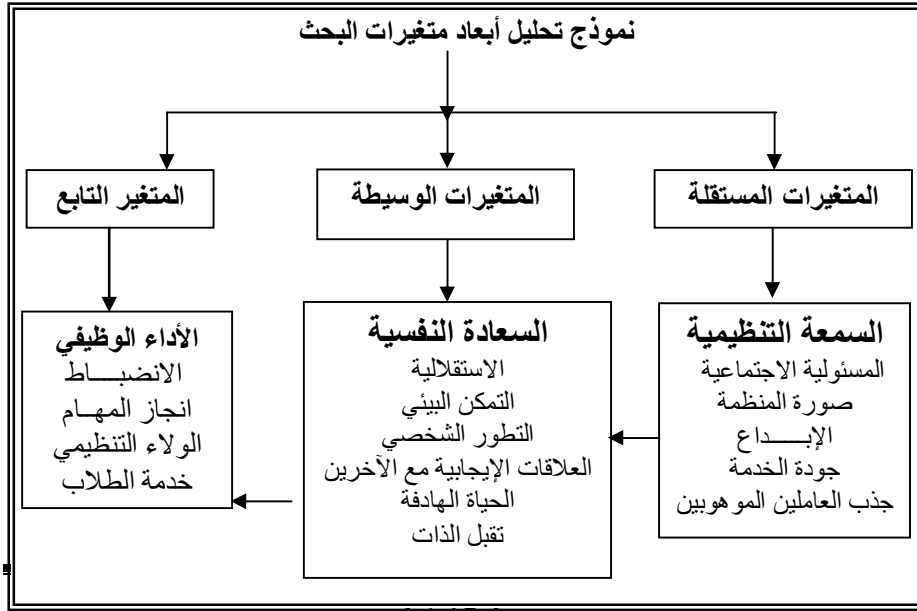 نموذج تحليل أبعاد متغيرات البحث
المتغيرات المستقلة
المتغيرات الوسيطة
المتغير التابع
السمعة التنظيمية
المسئولية الاجتماعية
صورة المنظمة
الإبـــــداع
جودة الخدمة
جذب العاملين الموهوبين
السعادة النفسية
الاستقلالية
التمكن البيئي
التطور الشخصي
العلاقات الإيجابية مع الآخرين
الحياة الهادفة
تقبل الذات
الأداء الوظيفي
الانضبـــاط
انجاز المهـام
الولاء التنظيمي
خدمة الطلاب